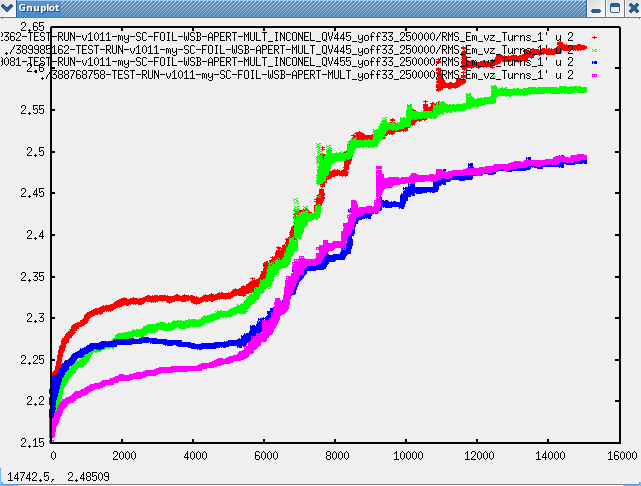 Gnuplot
2362-TEST-RUN-v1011-my-SC-FOIL-WSB-APERT-MULT_INCONEL_QV445_yoff33_250000/RMS_Em_vz_Turns_1' u 2
'./389985162-TEST-RUN-v1011-my-SC-FOIL-WSB-APERT-MULT_INCONEL_QV445_yoff33_250000/RMS_Em_vz_Turns_1' u 2
9081-TEST-RUN-v1011-my-SC-FOIL-WSB-APERT-MULT_INCONEL_QV455_yoff33_250000/RMS_Em_vz_Turns_1' u 2
'./388768758-TEST-RUN-v1011-my-SC-FOIL-WSB-APERT-MULT_QV455_yoff33_250000/RMS_Em_vz_Turns_1' u 2
2.65
2.6
2.55
2.5
2.45
2.4
2.35
2.3
2.25
2.2
2.15
0 2000 4000 6000 8000 10000 12000 14000 16000
14742.5, 2.48509